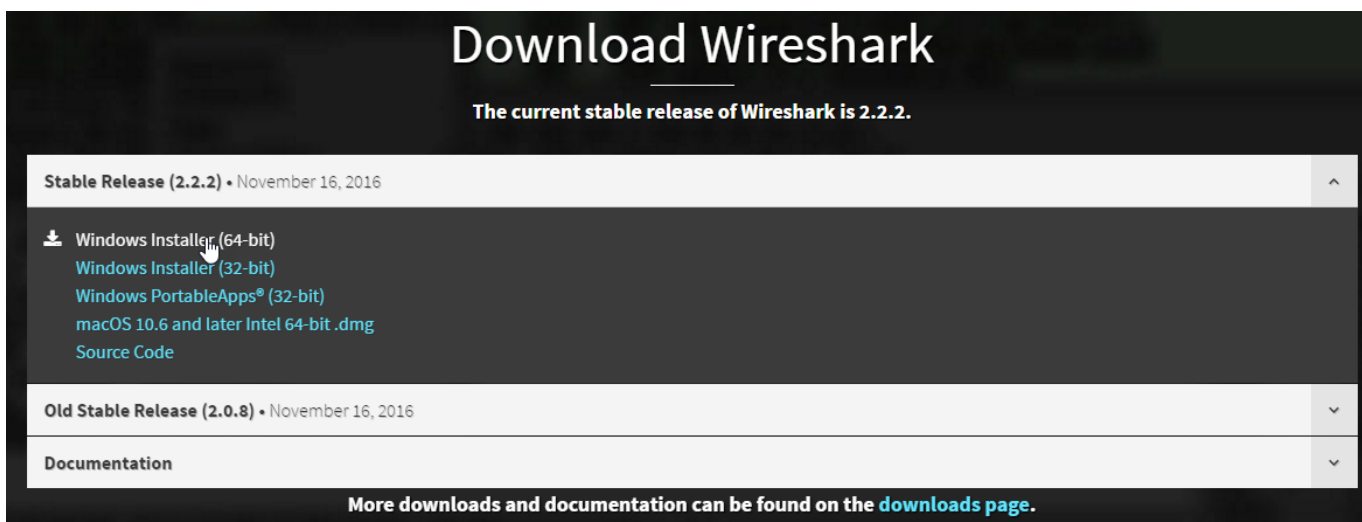 Download Wireshark
The current stable release of Wireshark is 2.2.2.
Stable Release (2.2.2) • November 16, 2016
Windows Installer (64-bit)
Windows Installer (32-bit)
Windows PortableApps® (32-bit)
macOS 10.6 and later Intel 64-bit .dmg
Source Code
Old Stable Release (2.0.8) • November 16, 2016
Documentation
More downloads and documentation can be found on the downloads page.